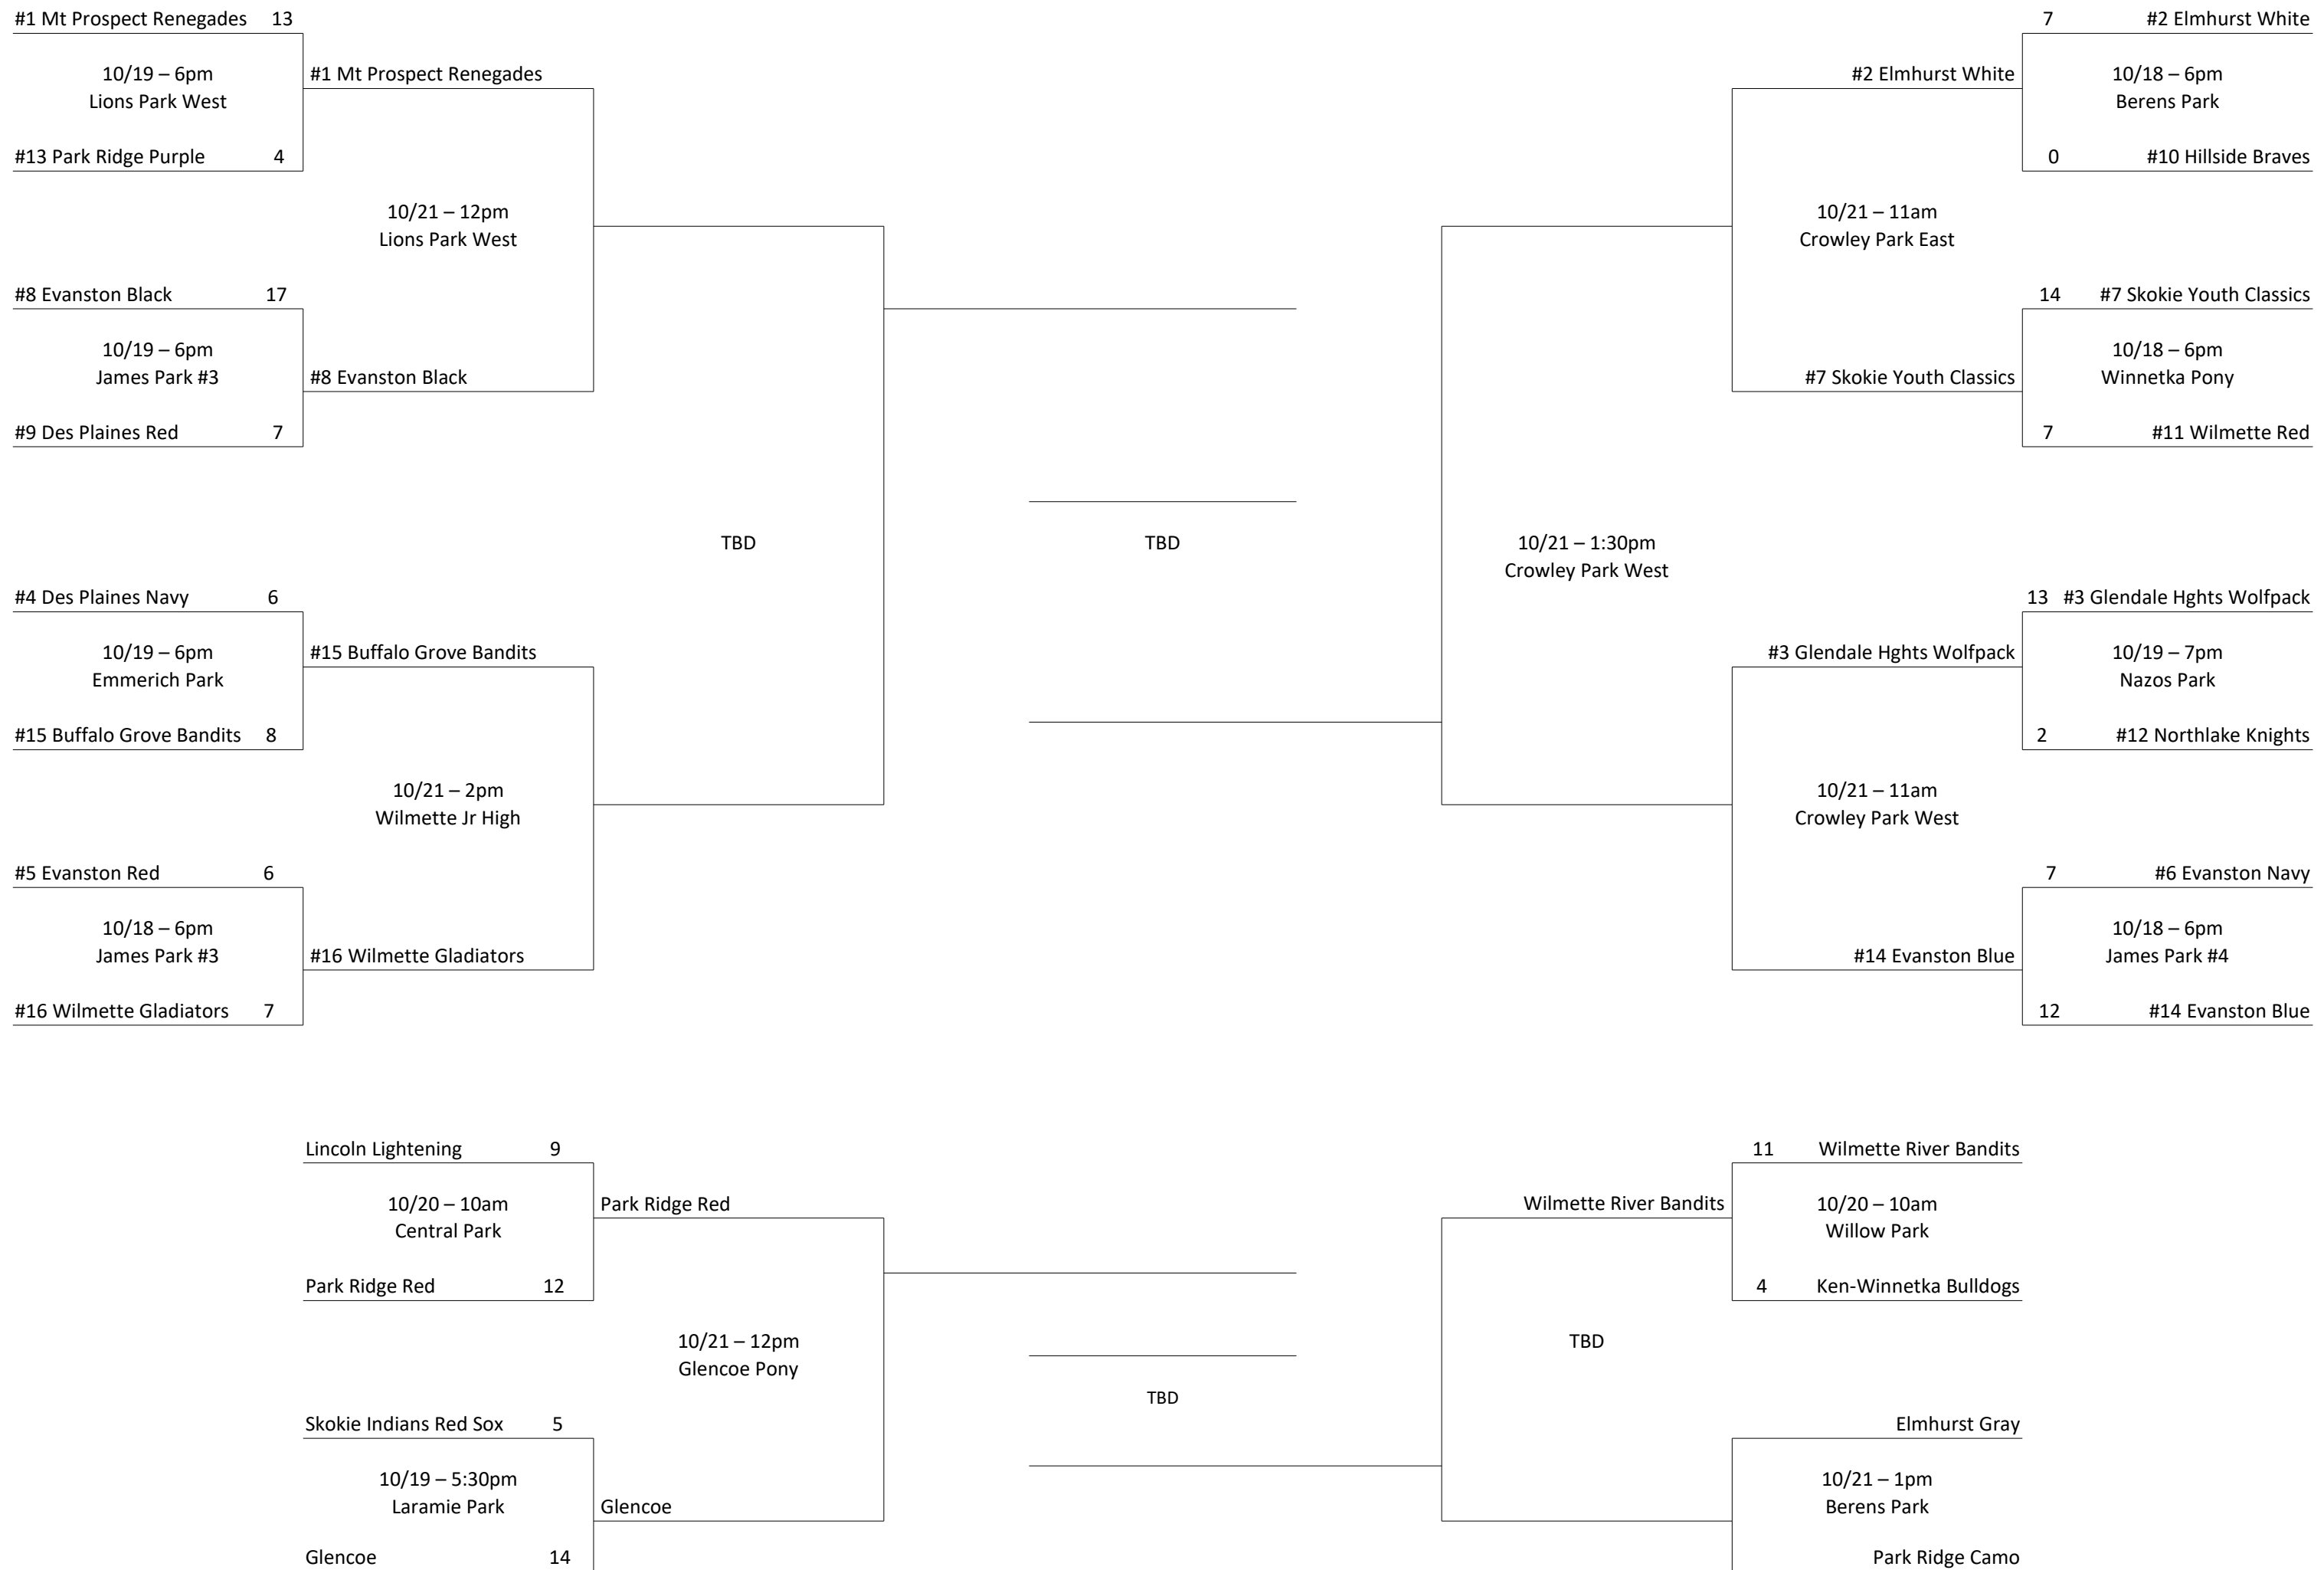 #1 Mt Prospect Renegades 13
7 #2 Elmhurst White
10/19 – 6pm
Lions Park West
#1 Mt Prospect Renegades
#2 Elmhurst White
10/18 – 6pm
Berens Park
#13 Park Ridge Purple 4
0 #10 Hillside Braves
10/21 – 12pm
Lions Park West
10/21 – 11am
Crowley Park East
#8 Evanston Black 17
14 #7 Skokie Youth Classics
10/19 – 6pm
James Park #3
#8 Evanston Black
#7 Skokie Youth Classics
10/18 – 6pm
Winnetka Pony
#9 Des Plaines Red 7
7 #11 Wilmette Red
TBD
TBD
10/21 – 1:30pm
Crowley Park West
#4 Des Plaines Navy 6
13 #3 Glendale Hghts Wolfpack
10/19 – 6pm
Emmerich Park
#15 Buffalo Grove Bandits
#3 Glendale Hghts Wolfpack
10/19 – 7pm
Nazos Park
#15 Buffalo Grove Bandits 8
2 #12 Northlake Knights
10/21 – 2pm
Wilmette Jr High
10/21 – 11am
Crowley Park West
#5 Evanston Red 6
7 #6 Evanston Navy
10/18 – 6pm
James Park #3
#16 Wilmette Gladiators
#14 Evanston Blue
10/18 – 6pm
James Park #4
#16 Wilmette Gladiators 7
12 #14 Evanston Blue
Lincoln Lightening 9
11 Wilmette River Bandits
10/20 – 10am
Central Park
Park Ridge Red
Wilmette River Bandits
10/20 – 10am
Willow Park
Park Ridge Red 12
4 Ken-Winnetka Bulldogs
10/21 – 12pm
Glencoe Pony
TBD
TBD
Skokie Indians Red Sox 5
Elmhurst Gray
10/19 – 5:30pm
Laramie Park
Glencoe
10/21 – 1pm
Berens Park
Glencoe 14
Park Ridge Camo